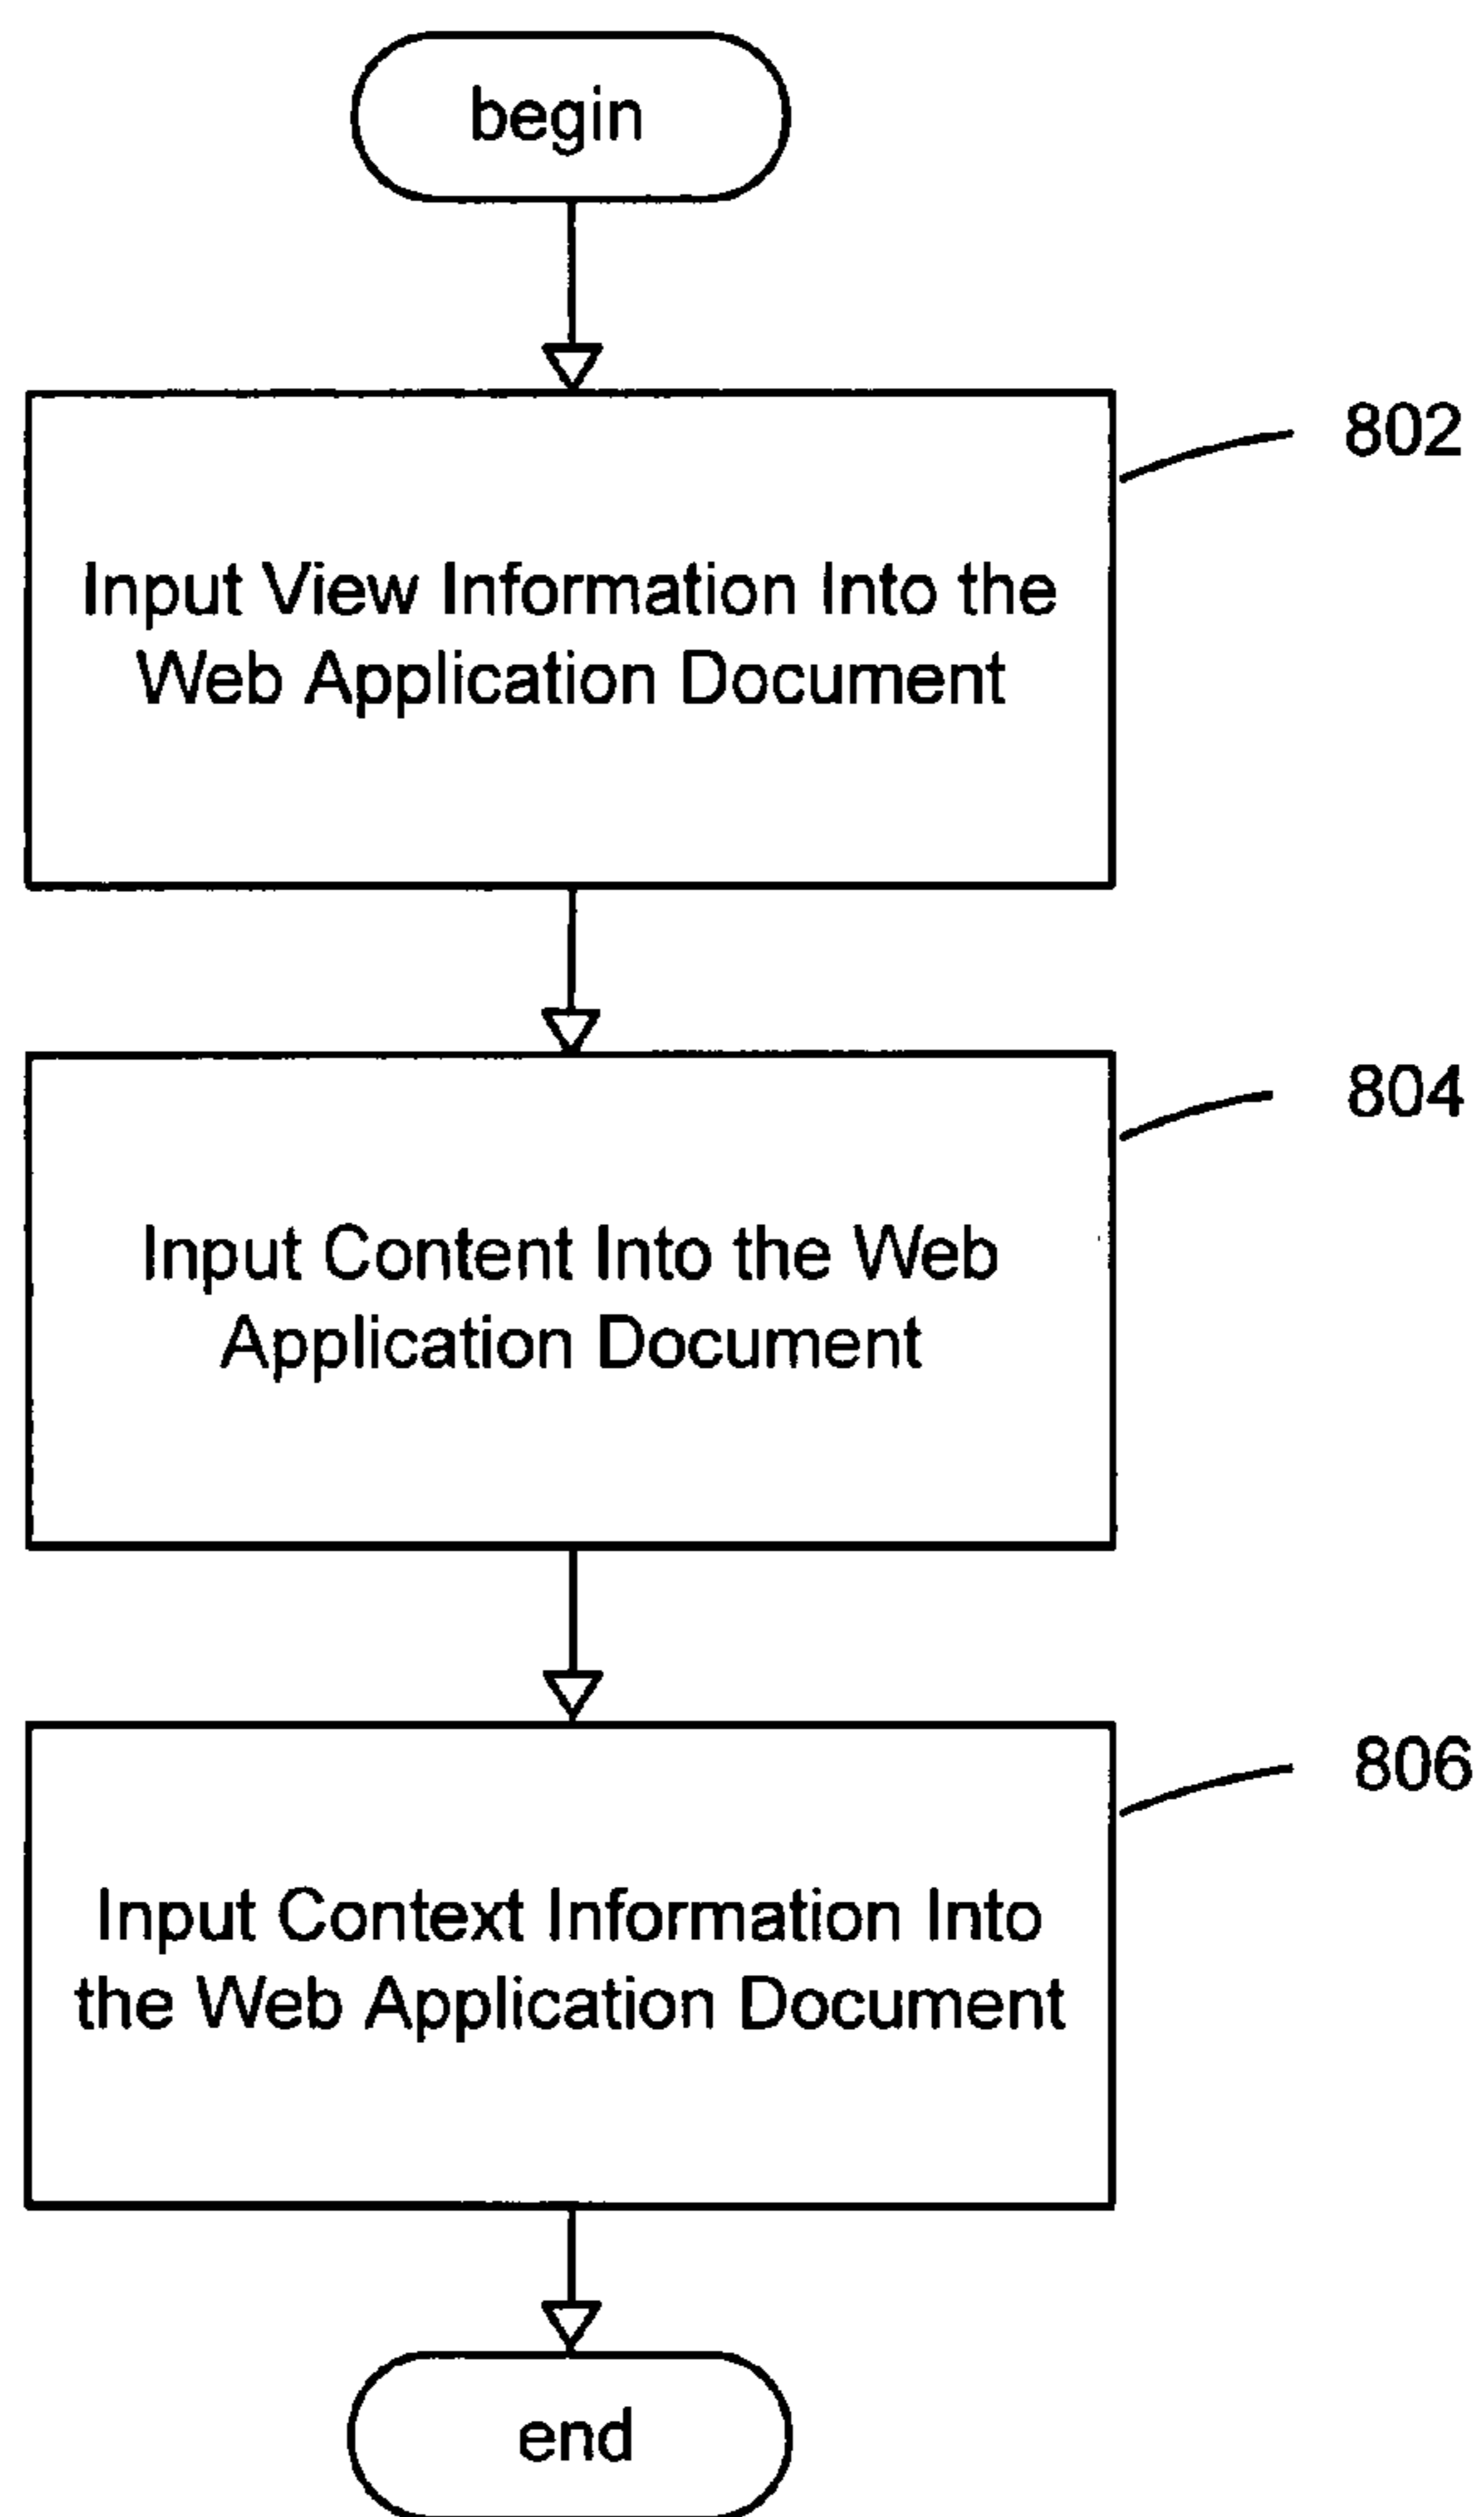 begin
802
Input View Information Into the
Web Application Document
804
Input Content Into the Web
Application Document
806
Input Context Information Into
the Web Application Document
end